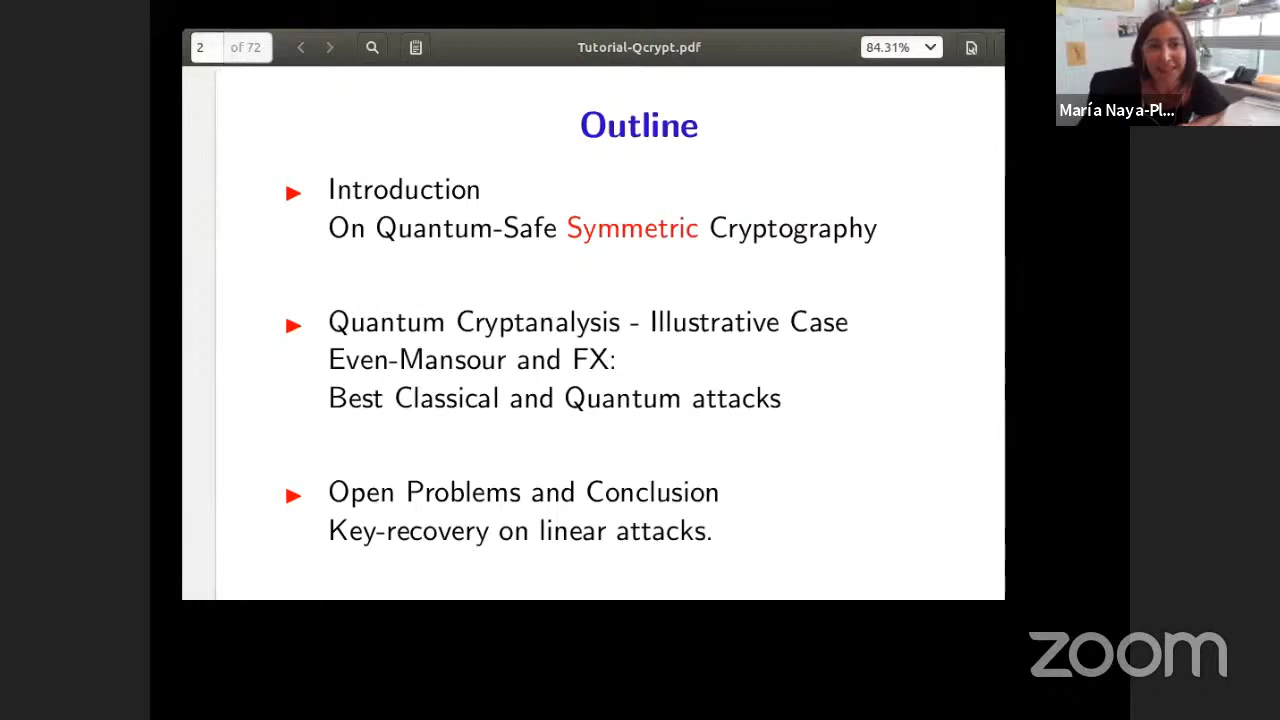 2 of 72
Tutorial-Qcrypt.pdf
84.31%
María Naya-Pl...
Outline
Introduction
On Quantum-Safe Symmetric Cryptography
Quantum Cryptanalysis - Illustrative Case
Even-Mansour and FX:
Best Classical and Quantum attacks
Open Problems and Conclusion
Key-recovery on linear attacks.
zoom